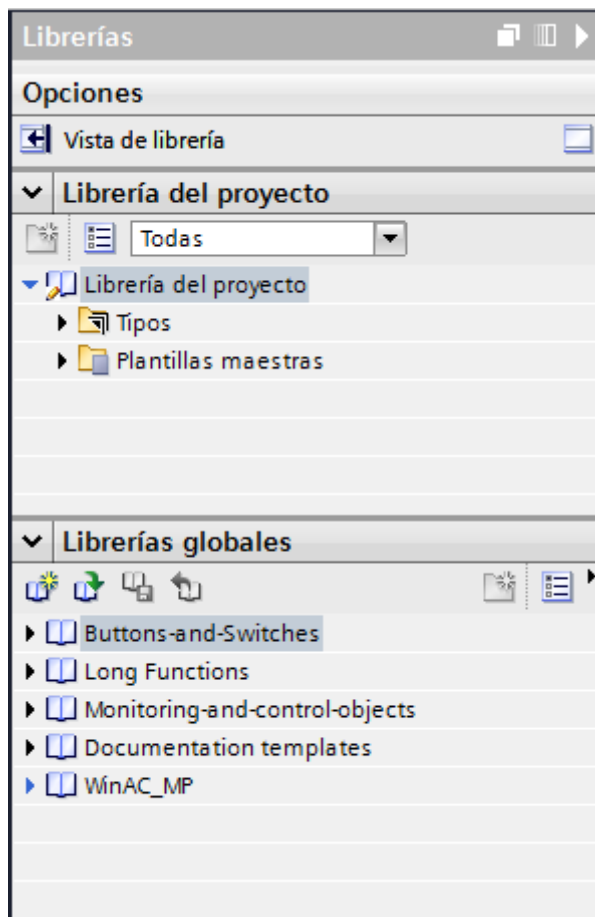 Librerías
Opciones
Vista de librería
Librería del proyecto
Todas
Librería del proyecto
Tipos
Plantillas maestras
Librerías globales
Buttons-and-Switches
Long Functions
Monitoring-and-control-objects
Documentation templates
WinAC_MP